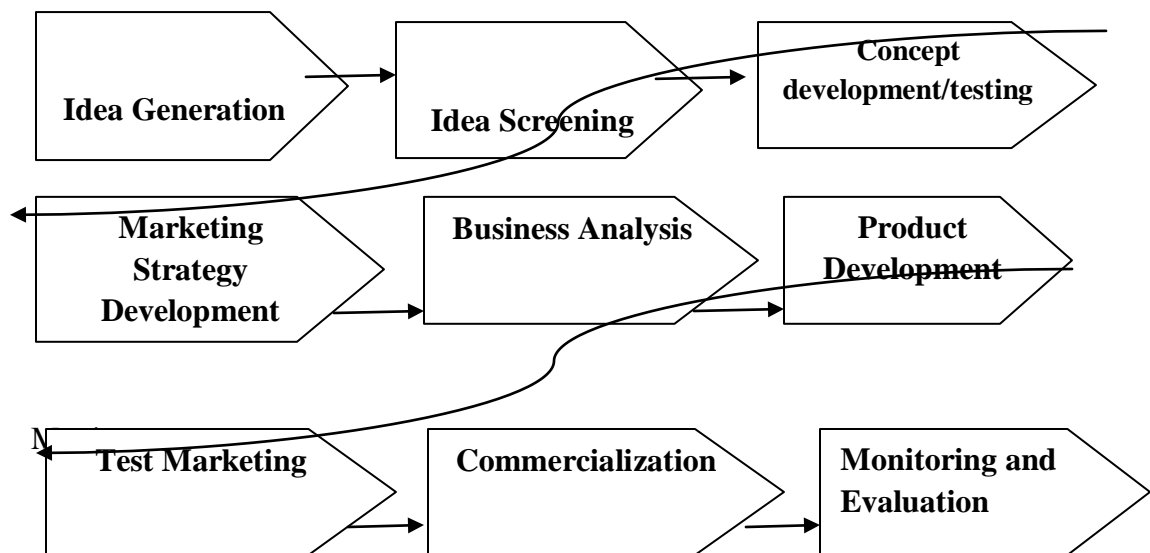 Idea Generation
Idea Screening
Concept
development/testing
Marketing
Strategy
Development
Business Analysis
Product
Development
Test Marketing
Commercialization
Monitoring and
Evaluation